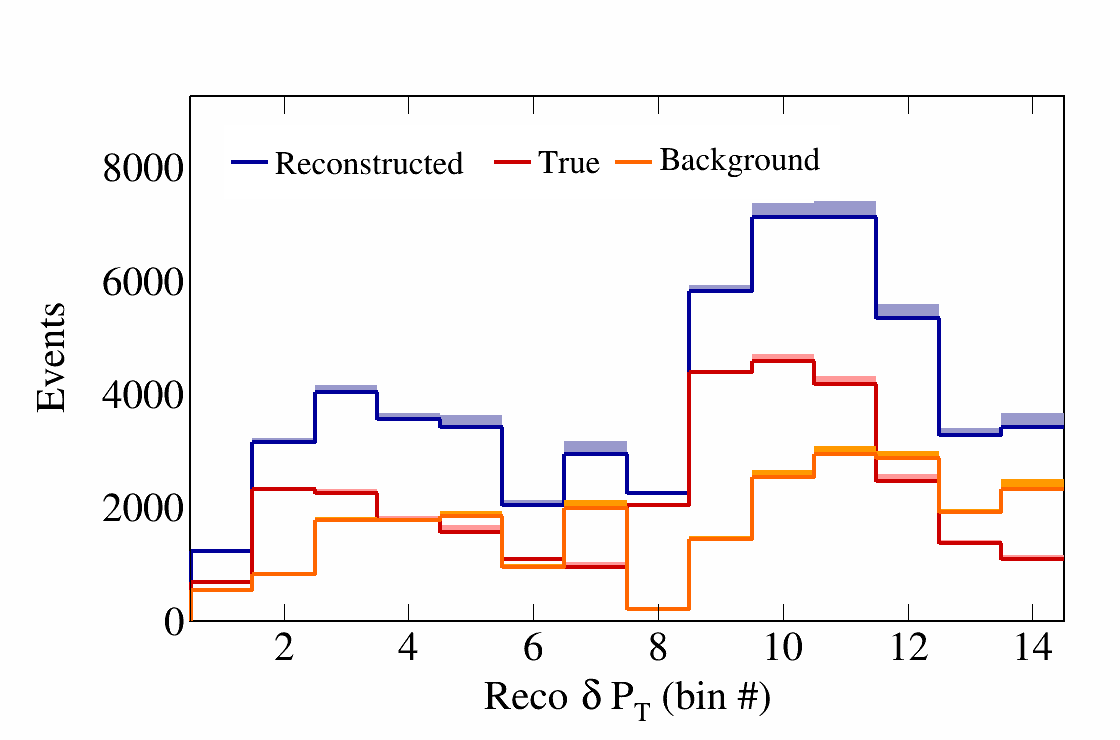 Reconstructed True Background
8000
6000
4000
2000
0
Events
2 4 6 8 10 12 14
Reco δ P_T (bin #)